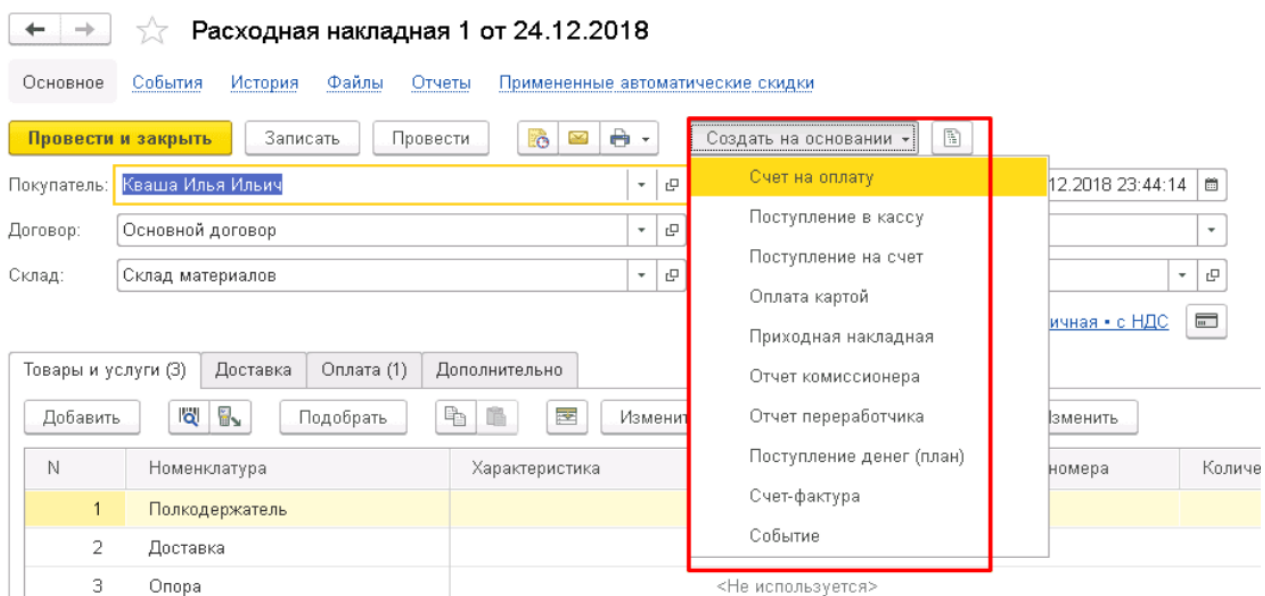 Расходная накладная 1 от 24.12.2018
Основное События История Файлы Отчеты Примененные автоматические скидки
Провести и закрыть Записать Провести Создать на основании
Покупатель: Кваша Илья Ильич 12.2018 23:44:14
Договор: Основной договор
Склад: Склад материалов
Счет на оплату
Поступление в кассу
Поступление на счет
Оплата картой
Приходная накладная
Отчет комиссионера
Отчет переработчика
Поступление денег (план)
Счет-фактура
Событие
ичная • с НДС
Товары и услуги (3) Доставка Оплата (1) Дополнительно
Добавить Подобрать Изменит Изменить
N Номенклатура Характеристика номера Количе
1 Полкодержатель
2 Доставка
3 Опора <Не используется>